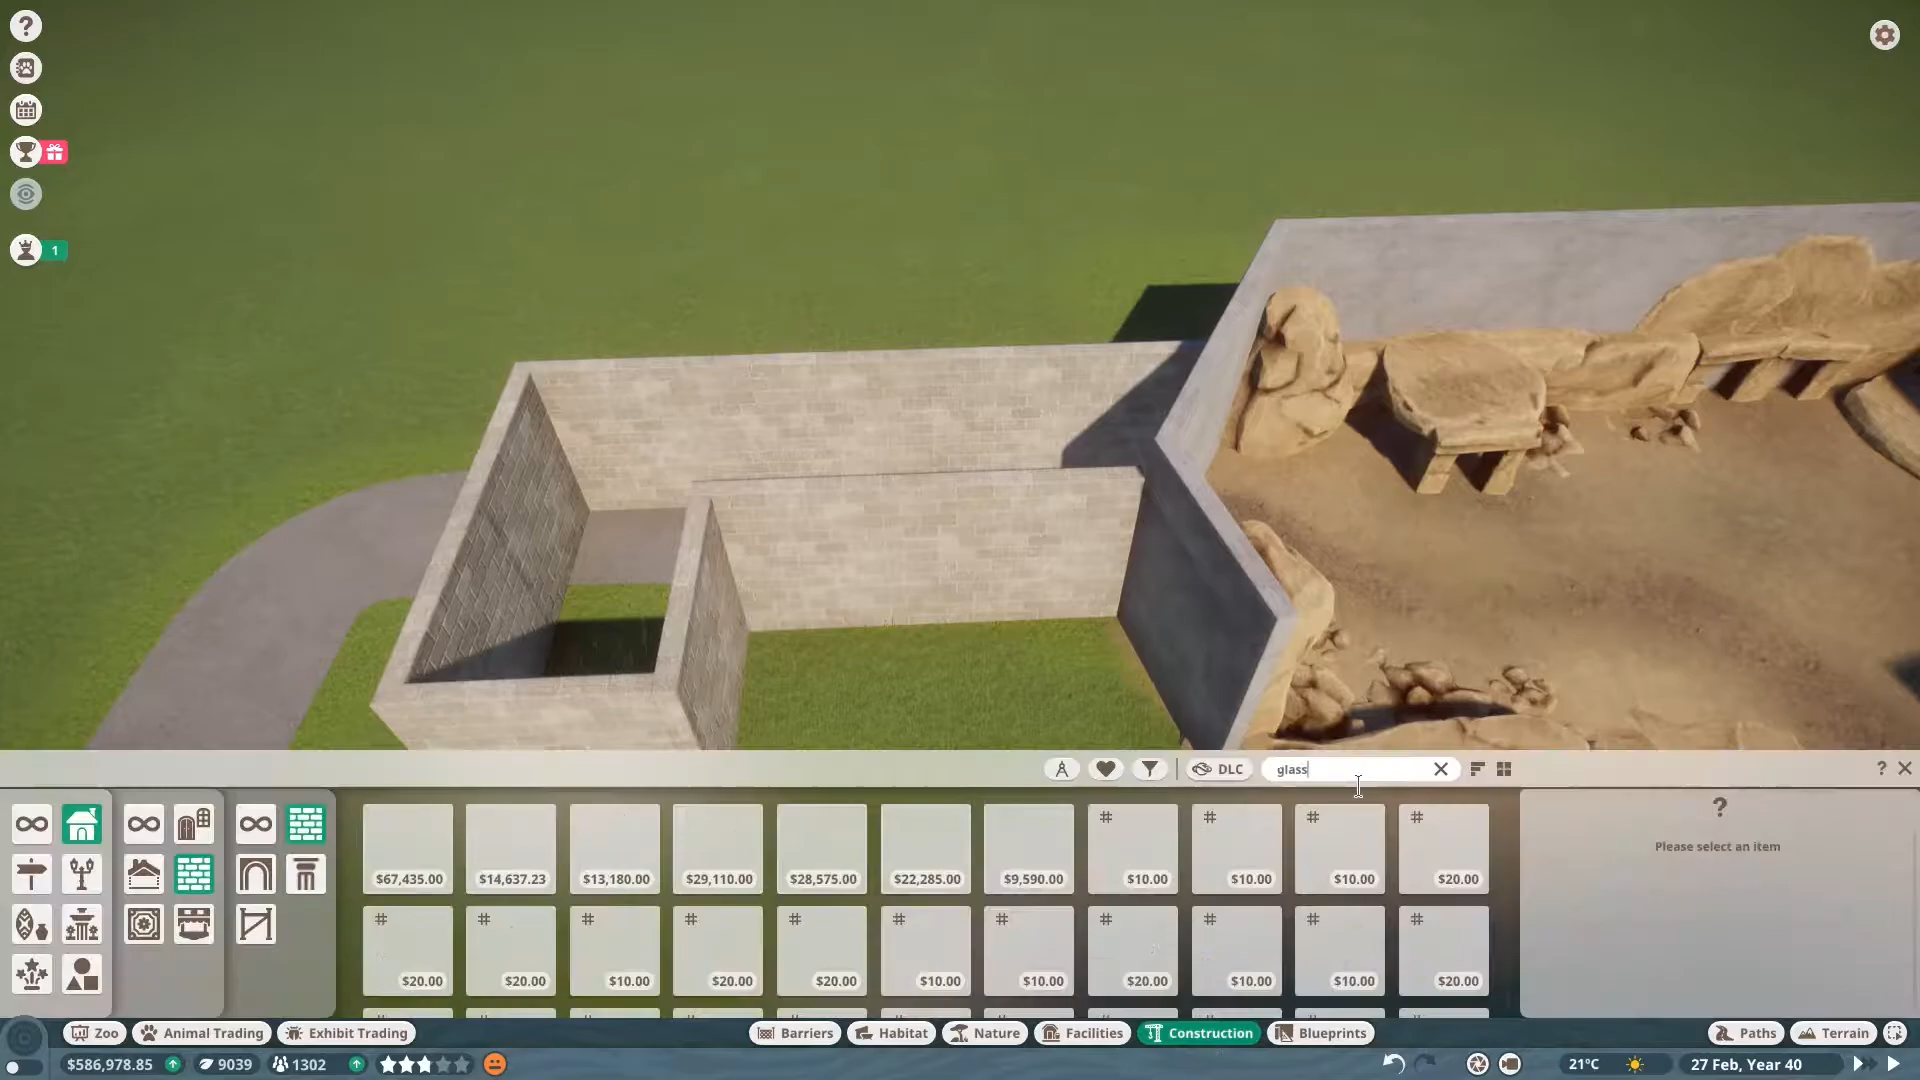 1
DLC
glass
$67,435.00
$14,637.23
$13,180.00
$29,110.00
$28,575.00
$22,285.00
$9,590.00
#
$10.00
#
$10.00
#
$10.00
#
$20.00
#
$20.00
#
$20.00
#
$10.00
#
$20.00
#
$20.00
#
$10.00
#
$10.00
#
$20.00
#
$10.00
#
$10.00
#
$20.00
?
Please select an item
Zoo
Animal Trading
Exhibit Trading
Barriers
Habitat
Nature
Facilities
Construction
Blueprints
Paths
Terrain
$586,978.85
9039
1302
21°C
27 Feb, Year 40